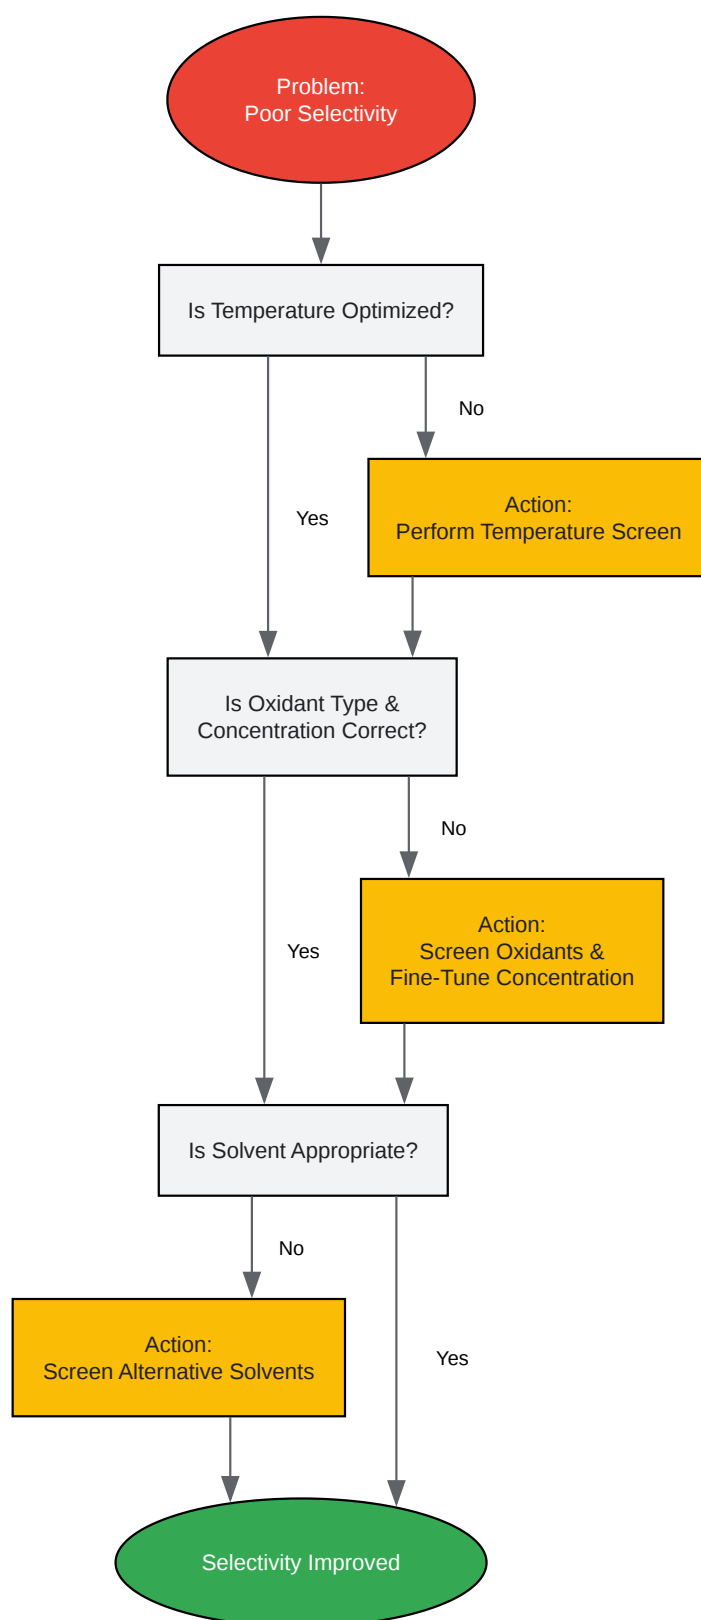 Problem:
Poor Selectivity
Is Temperature Optimized?
No
Action:
Perform Temperature Screen
Yes
Is Oxidant Type &
Concentration Correct?
No
Action:
Screen Oxidants &
Fine-Tune Concentration
Yes
Is Solvent Appropriate?
No
Action:
Screen Alternative Solvents
Yes
Selectivity Improved